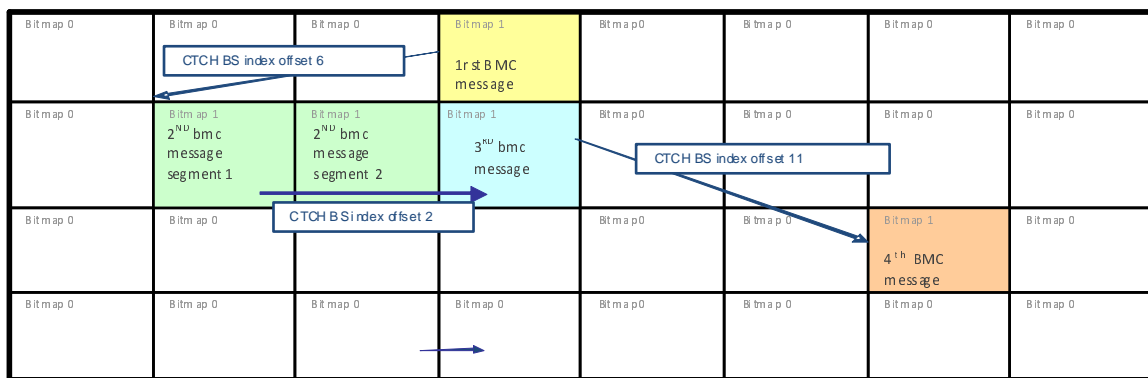 Bitmap 0 Bitmap 0 Bitmap 0 Bitmap 1 Bitmap 0 Bitmap 0 Bitmap 0 Bitmap 0
CTCH BS index offset 6
1rst BMC
message
Bitmap 0 Bitmap 1 Bitmap 1 Bitmap 1 Bitmap 0 Bitmap 0 Bitmap 0 Bitmap 0
2ND bmc
message
segment 1
2ND bmc
message
segment 2
3RD bmc
message
CTCH BS index offset 11
CTCH BS index offset 2
Bitmap 0 Bitmap 0 Bitmap 0 Bitmap 0 Bitmap 0 Bitmap 0 Bitmap 1 Bitmap 0
4th BMC
message
Bitmap 0 Bitmap 0 Bitmap 0 Bitmap 0 Bitmap 0 Bitmap 0 Bitmap 0 Bitmap 0